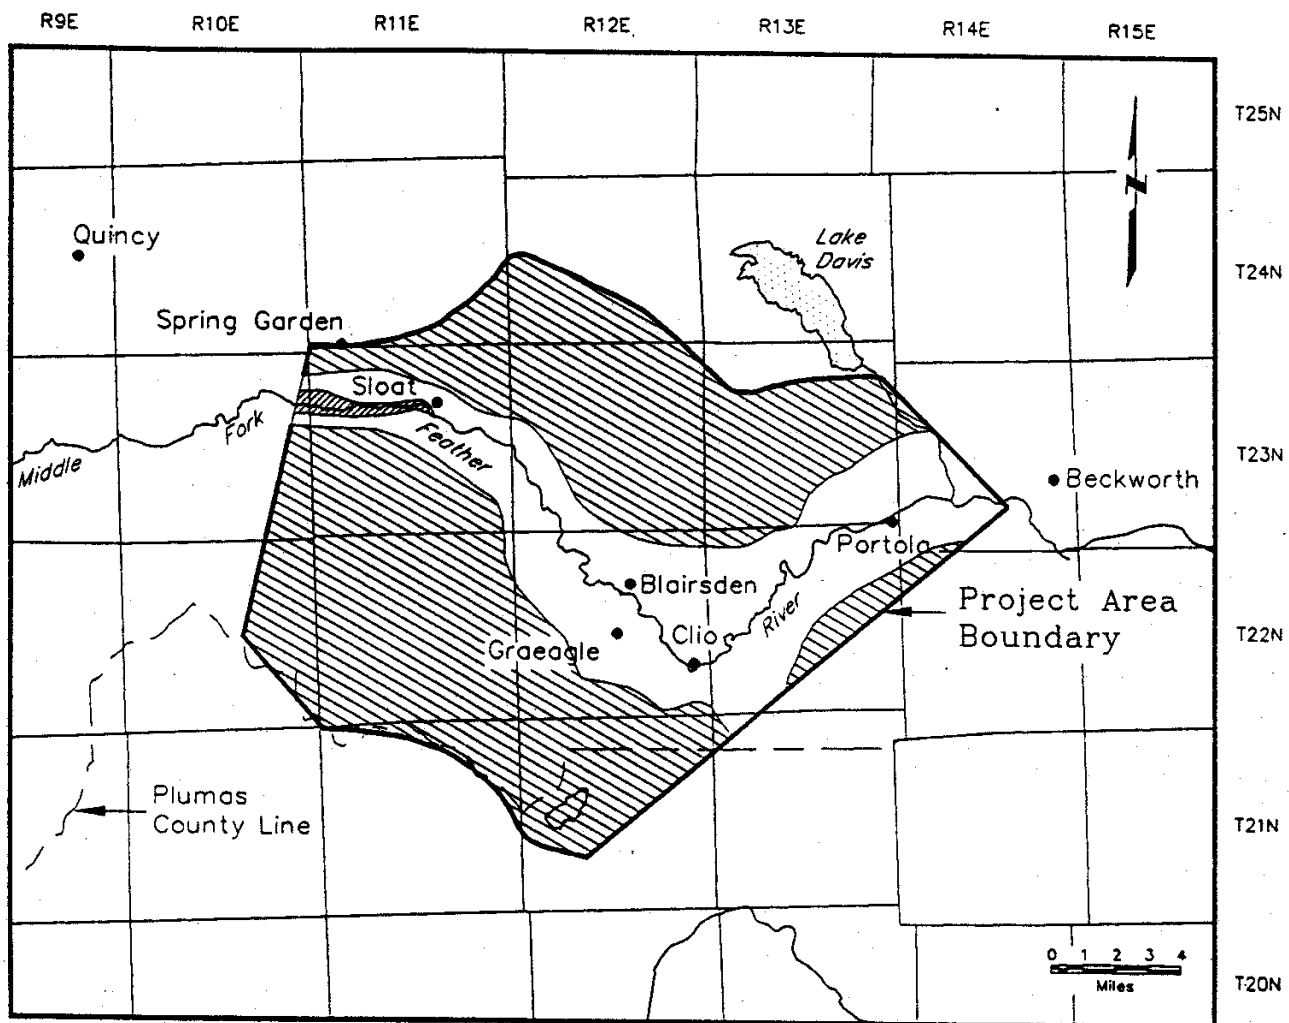 R9E R10E R11E R12E. R13E R14E R15E
T25N
N
Quincy
Lake
Davis
T24N
Spring Garden
Sloat
Fork
Feather
Middle
T23N
Beckworth
Portola
Blairsden
River
Project Area
Boundary
Clio
T22N
Graeagle
Plumas
County Line
T21N
0 1 2 3 4
Miles
T20N